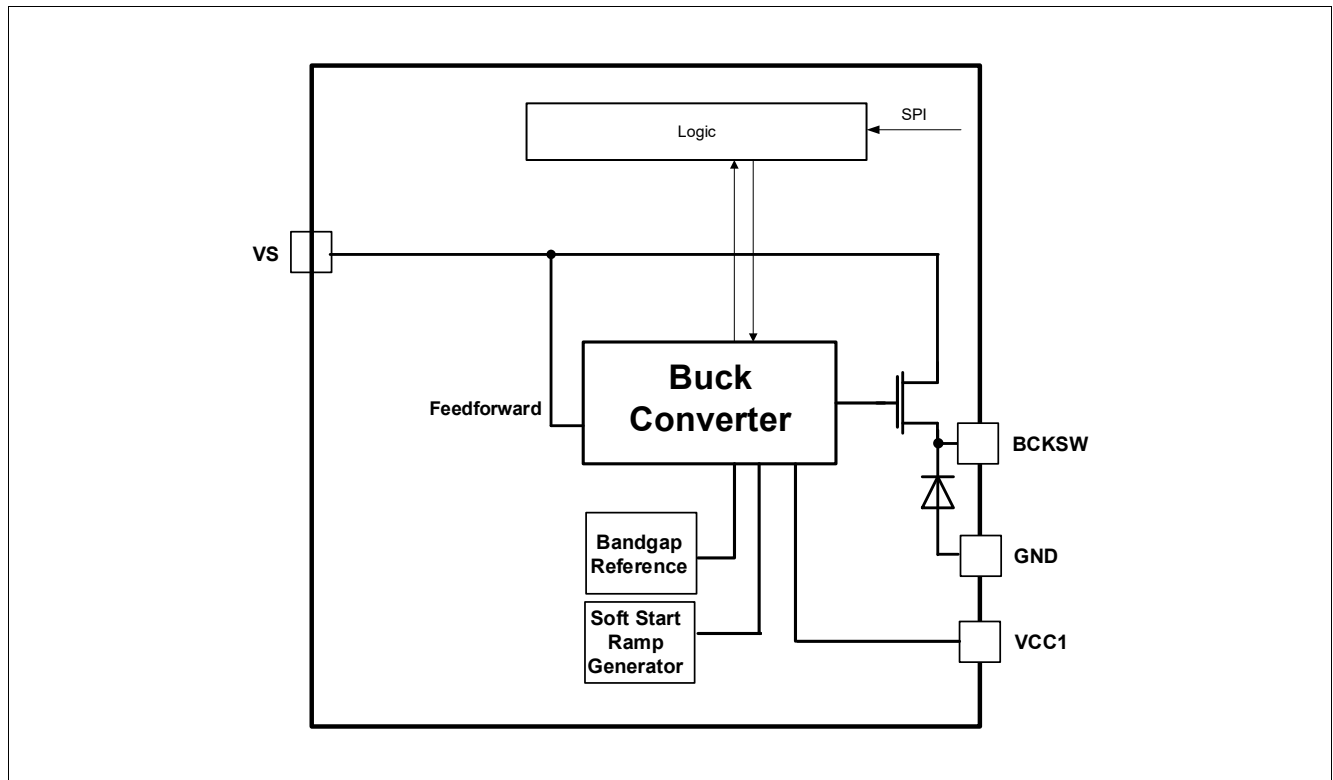 SPI
Logic
VS
Buck
Converter
Feedforward
BCKSW
Bandgap
Reference
GND
Soft Start
Ramp
Generator
VCC1